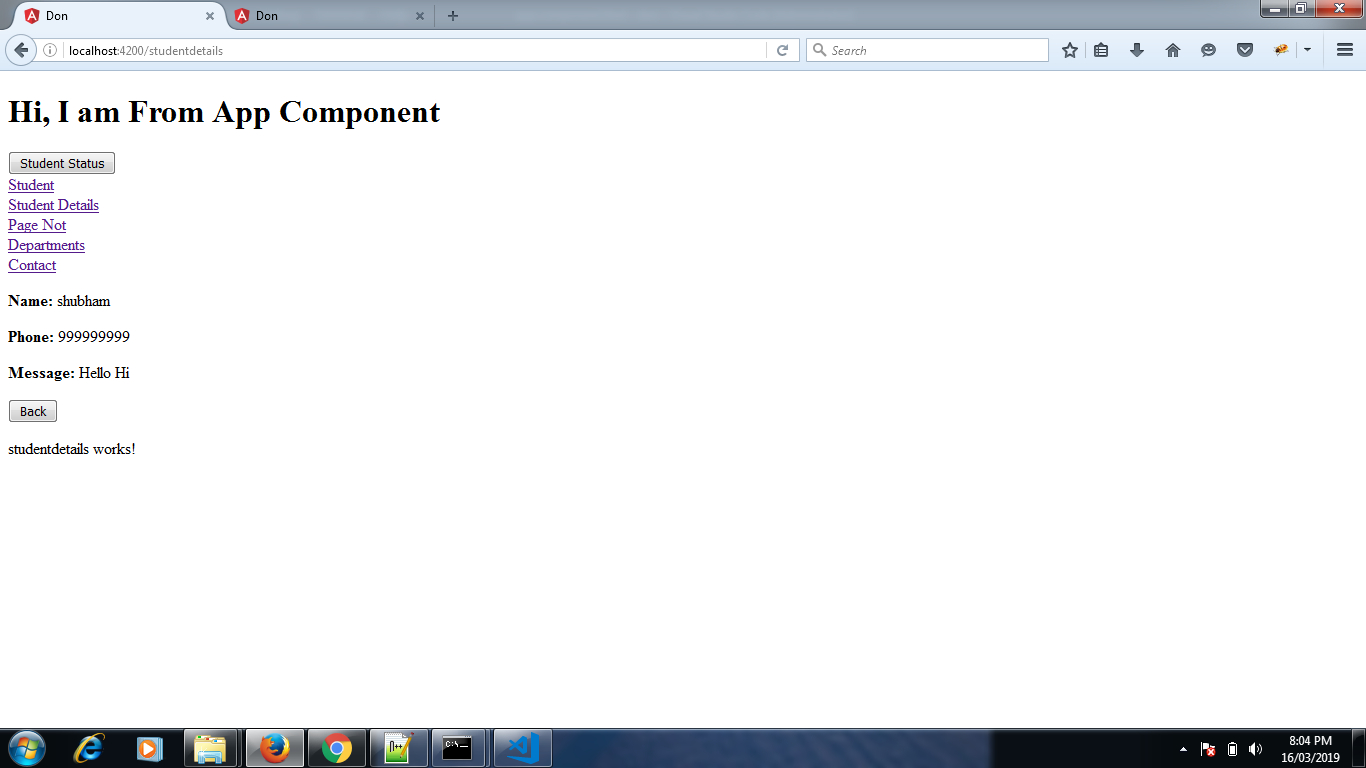 Don
Don
localhost:4200/studentdetails
Search
Hi, I am From App Component
Student Status
Student
Student Details
Page Not
Departments
Contact
Name: shubham
Phone: 999999999
Message: Hello Hi
Back
studentdetails works!
8:04 PM
16/03/2019